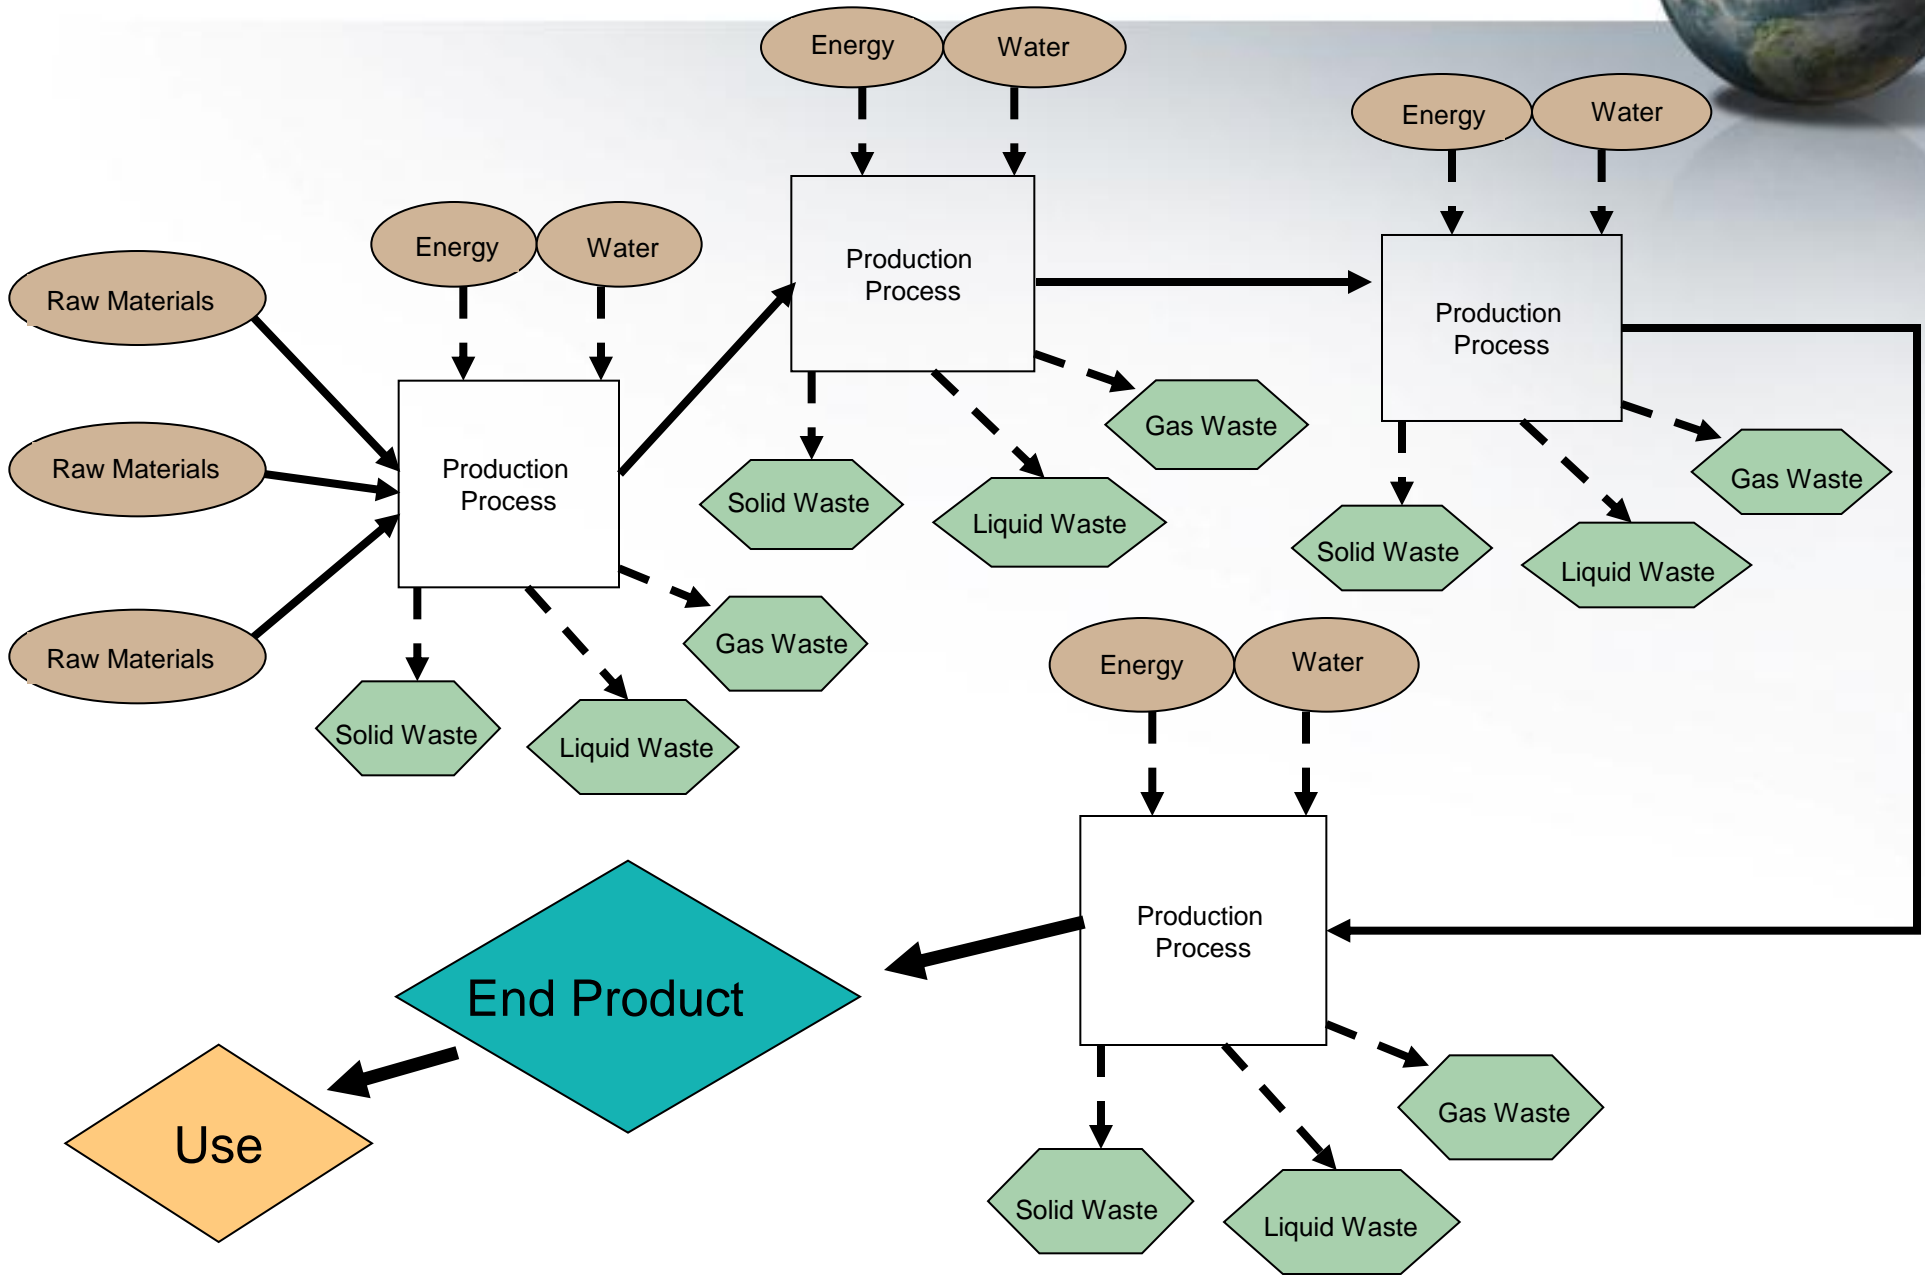 Energy
Water
Energy
Water
Energy
Water
Raw Materials
Production
Process
Production
Process
Gas Waste
Raw Materials
Production
Process
Solid Waste
Liquid Waste
Gas Waste
Solid Waste
Liquid Waste
Raw Materials
Gas Waste
Solid Waste
Liquid Waste
Energy
Water
Production
Process
End Product
Use
Gas Waste
Solid Waste
Liquid Waste